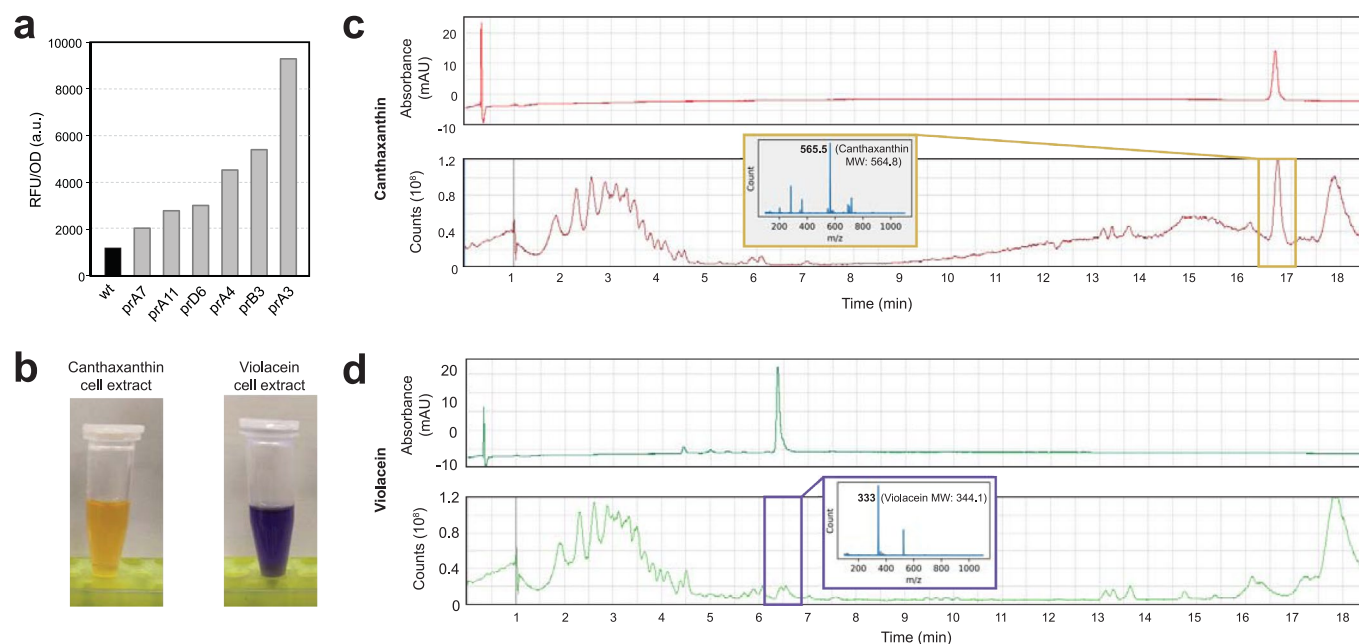 a
10000
8000
6000
4000
2000
0
RFU/OD (a.u.)
wt
prA7
prA11
prD6
prA4
prB3
prA3
b
Canthaxanthin
cell extract
Violacein
cell extract
c
Canthaxanthin
Absorbance
(mAU)
20
0
-10
Counts (10⁸)
1.2
0.8
0.4
0
565.5 (Canthaxanthin
MW: 564.8)
Count
200 400 600 800 1000
m/z
1 2 3 4 5 6 7 8 9 10 11 12 13 14 15 16 17 18
Time (min)
d
Violacein
Absorbance
(mAU)
20
0
-10
Counts (10⁸)
1.2
0.8
0.4
0
333 (Violacein MW: 344.1)
Count
200 400 600 800 1000
m/z
1 2 3 4 5 6 7 8 9 10 11 12 13 14 15 16 17 18
Time (min)